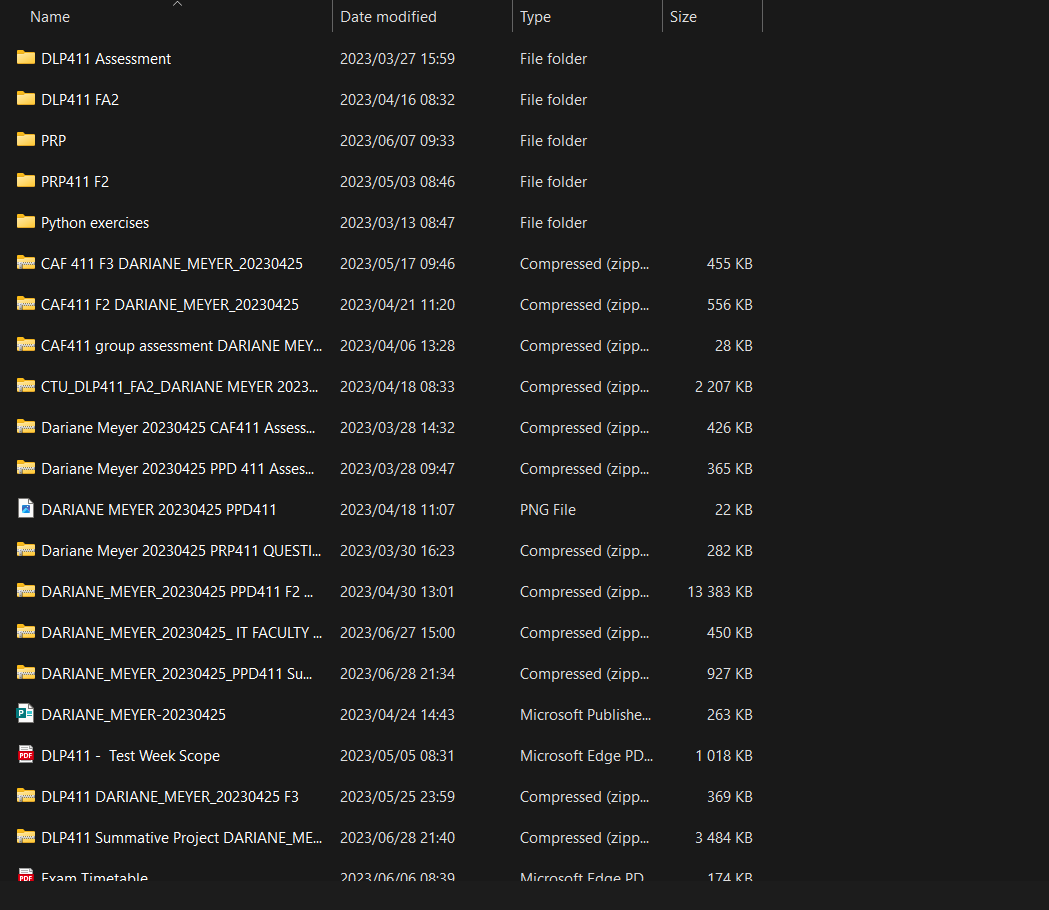 Name Date modified Type Size
DLP411 Assessment 2023/03/27 15:59 File folder
DLP411 FA2 2023/04/16 08:32 File folder
PRP 2023/06/07 09:33 File folder
PRP411 F2 2023/05/03 08:46 File folder
Python exercises 2023/03/13 08:47 File folder
CAF 411 F3 DARIANE_MEYER_20230425 2023/05/17 09:46 Compressed (zipp... 455 KB
CAF411 F2 DARIANE_MEYER_20230425 2023/04/21 11:20 Compressed (zipp... 556 KB
CAF411 group assessment DARIANE MEY... 2023/04/06 13:28 Compressed (zipp... 28 KB
CTU_DLP411_FA2_DARIANE MEYER 2023... 2023/04/18 08:33 Compressed (zipp... 2 207 KB
Dariane Meyer 20230425 CAF411 Assess... 2023/03/28 14:32 Compressed (zipp... 426 KB
Dariane Meyer 20230425 PPD 411 Asses... 2023/03/28 09:47 Compressed (zipp... 365 KB
DARIANE MEYER 20230425 PPD411 2023/04/18 11:07 PNG File 22 KB
Dariane Meyer 20230425 PRP411 QUESTI... 2023/03/30 16:23 Compressed (zipp... 282 KB
DARIANE_MEYER_20230425 PPD411 F2 ... 2023/04/30 13:01 Compressed (zipp... 13 383 KB
DARIANE_MEYER_20230425_ IT FACULTY ... 2023/06/27 15:00 Compressed (zipp... 450 KB
DARIANE_MEYER_20230425_PPD411 Su... 2023/06/28 21:34 Compressed (zipp... 927 KB
DARIANE_MEYER-20230425 2023/04/24 14:43 Microsoft Publishe... 263 KB
DLP411 -  Test Week Scope 2023/05/05 08:31 Microsoft Edge PD... 1 018 KB
DLP411 DARIANE_MEYER_20230425 F3 2023/05/25 23:59 Compressed (zipp... 369 KB
DLP411 Summative Project DARIANE_ME... 2023/06/28 21:40 Compressed (zipp... 3 484 KB
Exam Timetable 2023/06/06 08:39 Microsoft Edge PD 174 KB